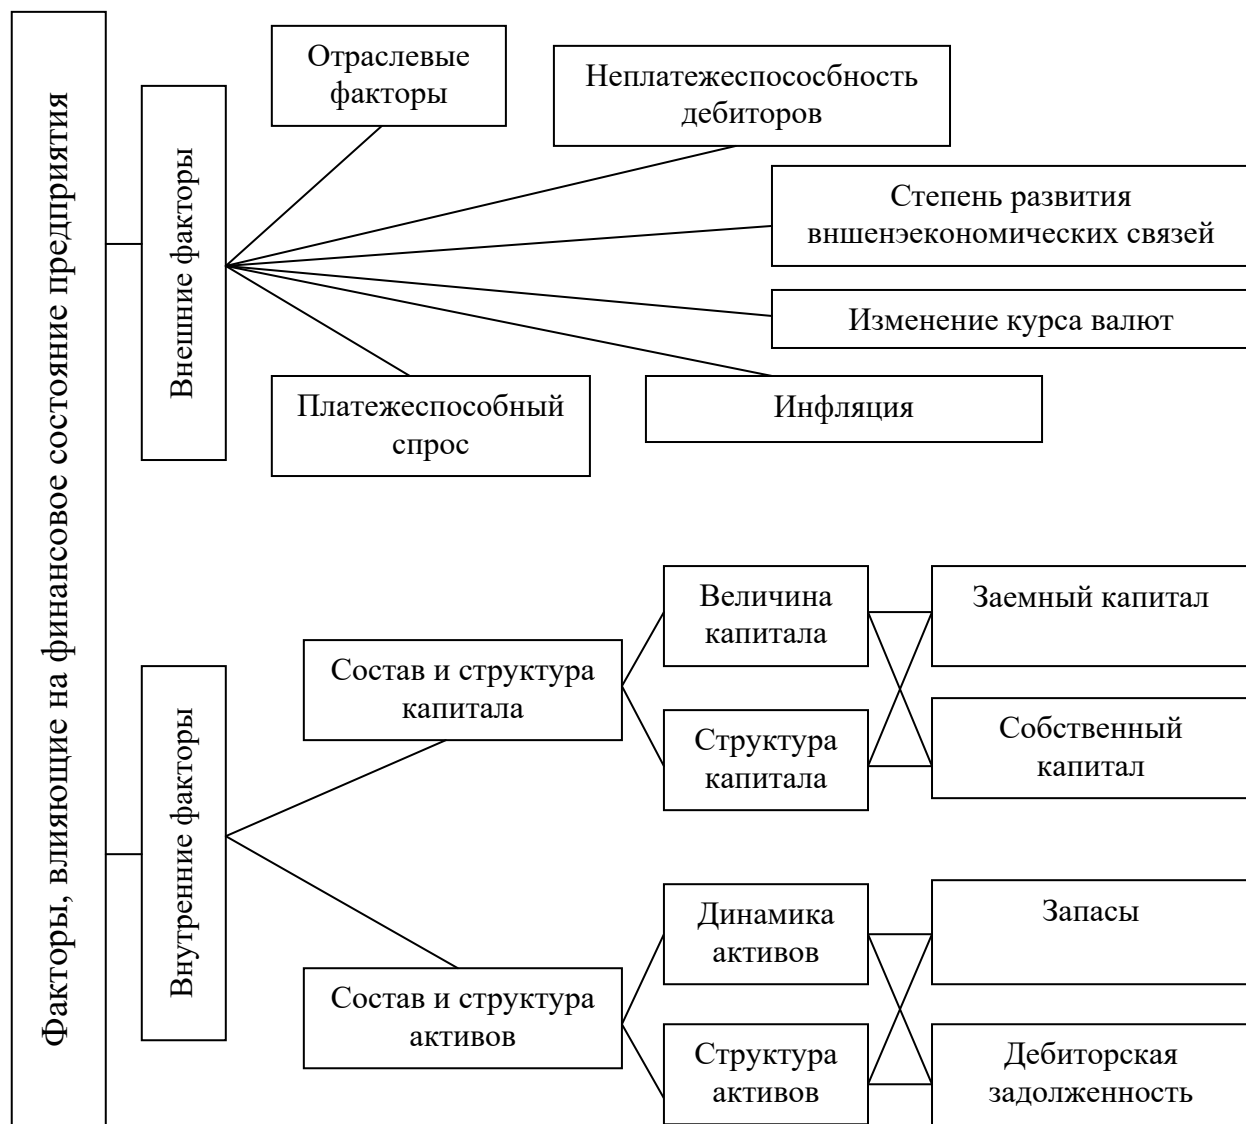 Факторы, влияющие на финансовое состояние предприятия
Внешние факторы
Отраслевые
факторы
Неплатежеспососбность
дебиторов
Степень развития
вншенэекономических связей
Изменение курса валют
Инфляция
Платежеспособный
спрос
Внутренние факторы
Состав и структура
капитала
Величина
капитала
Структура
капитала
Заемный капитал
Собственный
капитал
Состав и структура
активов
Динамика
активов
Структура
активов
Запасы
Дебиторская
задолженность